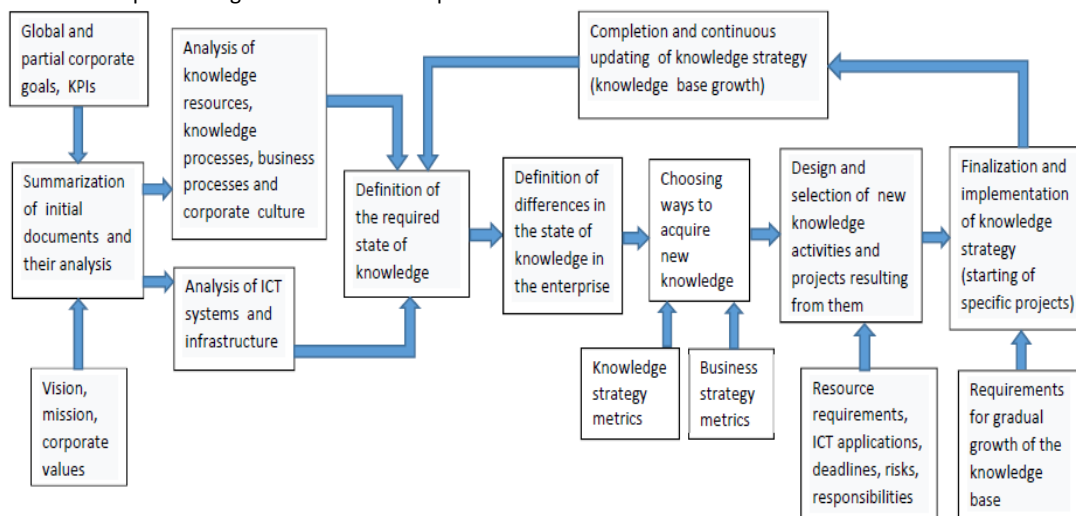 Global and
partial corporate
goals, KPIs
Analysis of
knowledge
resources,
knowledge
processes, business
processes and
corporate culture
Completion and continuous
updating of knowledge strategy
(knowledge base growth)
Summarization
of initial
documents and
their analysis
Definition of
the required
state of
knowledge
Definition of
differences in
the state of
knowledge in
the enterprise
Choosing
ways to
acquire
new
knowledge
Design and
selection of new
knowledge
activities and
projects resulting
from them
Finalization and
implementation
of knowledge
strategy
(starting of
specific projects)
Analysis of ICT
systems and
infrastructure
Vision,
mission,
corporate
values
Knowledge
strategy
metrics
Business
strategy
metrics
Resource
requirements,
ICT applications,
deadlines, risks,
responsibilities
Requirements
for gradual
growth of the
knowledge
base